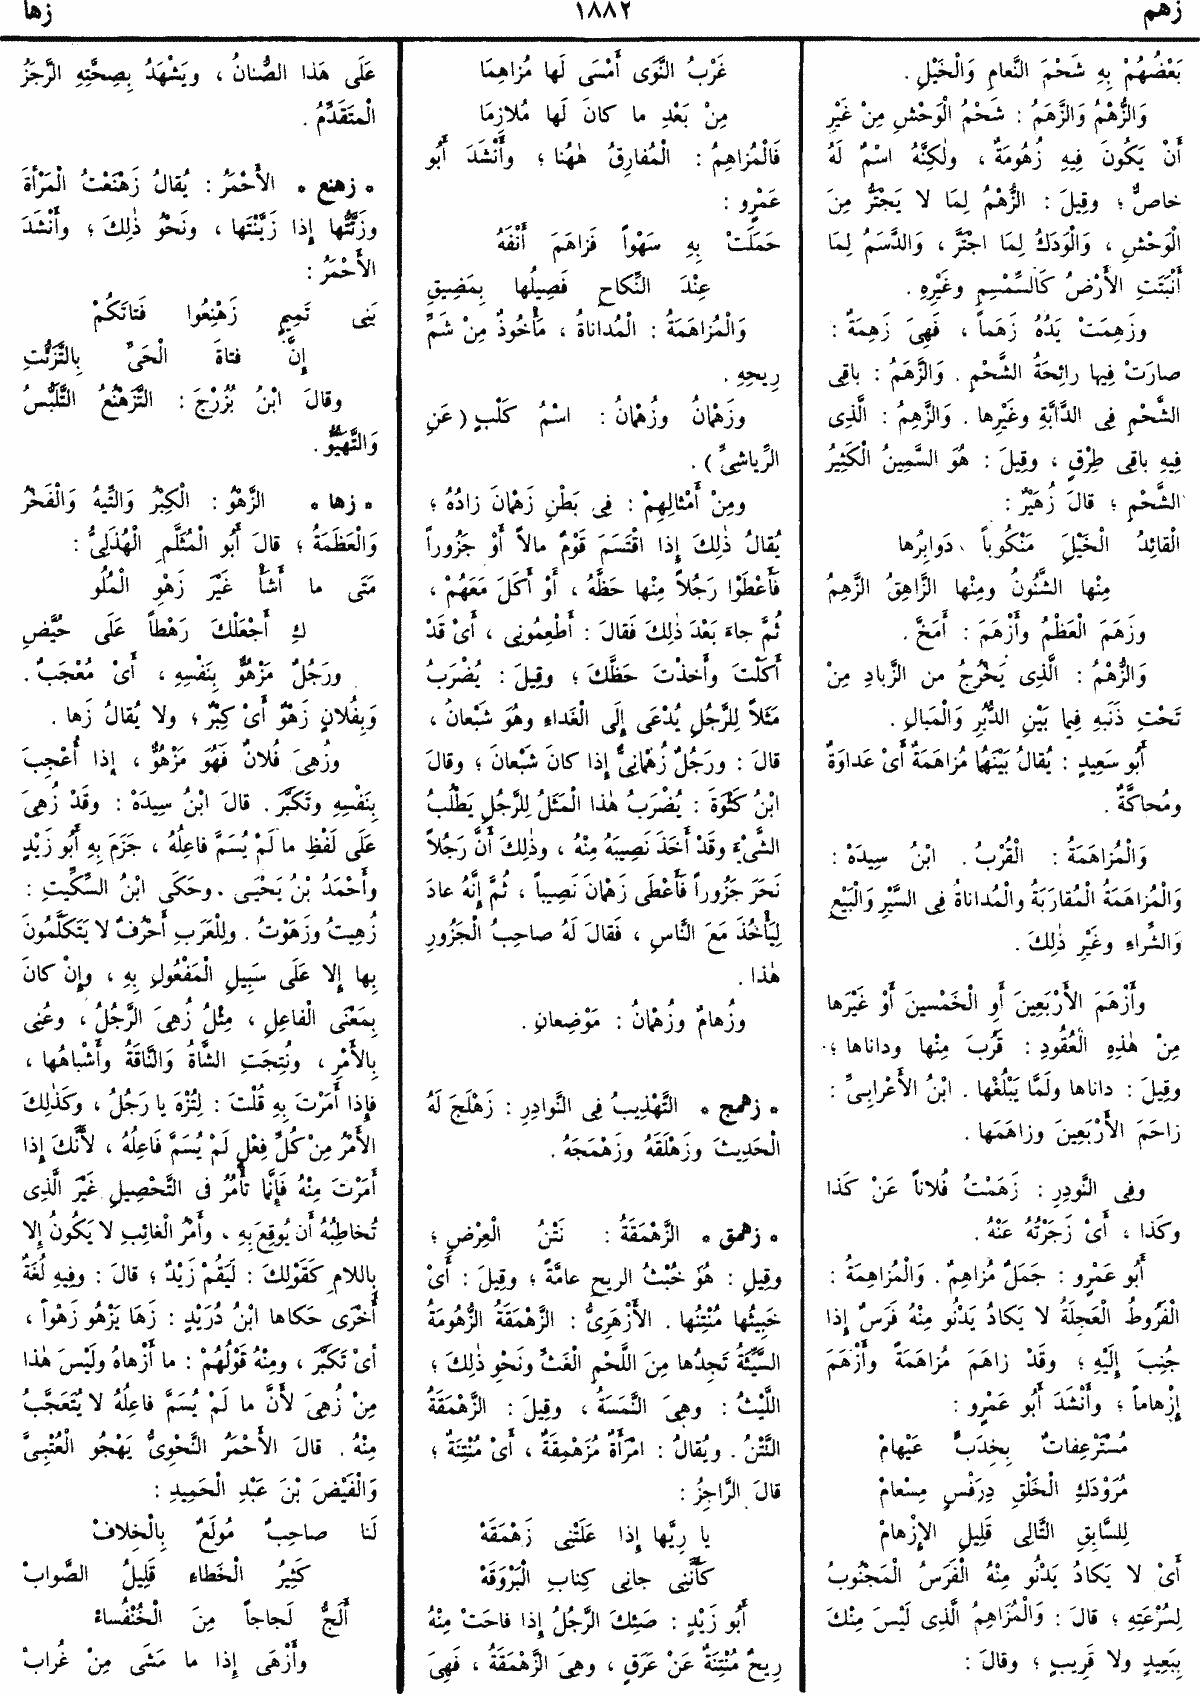 زهم
١٨٨٢
زها
بَعْضُهُمْ بِهِ شَحْمَ النَّعامِ وَالْخَيْلِ .
وَالزُّهْمُ وَالزَّهَمُ : شَحْمُ الْوَحْشِ مِنْ غَيْرِ
أَنْ يَكُونَ فِيهِ زُهُومَةٌ ، ولٰكِنَّهُ اسْمٌ لَهُ
خاصٌّ ؛ وقِيلَ : الزُّهْمُ لِمَا لا يَجْتَرُّ مِنَ
الْوَحْشِ ، وَالْوَدَكُ لِمَا اجْتَرَّ ، وَالدَّسَمُ لِمَا
أَنْبَتَتِ الأَرْضُ كَالسِّمْسِمِ وغَيْرِهِ .
وزَهِمَتْ يَدُهُ زَهَماً ، فَهِيَ زَهِمَةٌ :
صارَتْ فِيها رائِحَةُ الشَّحْمِ . وَالزَّهَمُ : باقِى
الشَّحْمِ فِى الدَّابَّةِ وغَيْرِها . وَالزَّهِمُ : الَّذِى
فِيهِ باقِى طِرْقٍ ، وقِيلَ : هُوَ السَّمِينُ الْكَثِيرُ
الشَّحْمِ ؛ قالَ زُهَيْرٌ :
الْقائِدُ الْخَيْلَ مَنْكُوباً دَوابِرُها
مِنْها الشَّنُونُ ومِنْها الزَّاهِقُ الزَّهِمُ
وزَهَمَ الْعَظْمُ وأَزْهَمَ : أَمَخَّ .
وَالزُّهْمُ : الَّذِى يَخْرُجُ من الزَّبادِ مِنْ
تَحْتِ ذَنَبِهِ فِيما بَيْنَ الدُّبُرِ وَالْمَبالِ .
أَبُو سَعِيدٍ : يُقالُ بَيْنَهُما مُزاهَمَةٌ أَىْ عَداوَةٌ
ومُحاكَّةٌ .
وَالْمُزاهَمَةُ : الْقُرْبُ . ابْنُ سِيدَهْ :
وَالْمُزاهَمَةُ الْمُقارَبَةُ والْمُداناةُ فِى السَّيْرِ وَالْبَيْعِ
وَالشِّراءِ وغَيْرِ ذٰلِكَ .
وأَزْهَمَ الأَرْبَعِينَ أَوِ الْخَمْسينَ أَوْ غَيْرَها
مِنْ هٰذِهِ الْعُقُودِ : قَرُبَ مِنْها وداناها ؛
وقِيلَ : داناها ولَمَّا يَبْلُغْها . ابْنُ الأَعْرابِىِّ :
زاحَمَ الأَرْبَعِينَ وزاهَمَها .
وفِى النَّوادِرِ : زَهَمْتُ فُلاناً عَنْ كَذا
وكَذا ، أَىْ زَجَرْتُهُ عَنْهُ .
أَبُو عَمْرٍو : جَمَلٌ مُزاهِمٌ . وَالْمُزاهِمَةُ :
الْفَرُوطُ الْعَجِلَةُ لا يَكادُ يَدْنُو مِنْهُ فَرَسٌ إِذا
جُنِبَ إِلَيْهِ ؛ وقَدْ زاهَمَ مُزاهَمَةً وأَزْهَمَ
إِزْهاماً ؛ وأَنْشَدَ أَبُو عَمْرٍو :
مُسْتَرْعِفاتٌ بِخِدَبٍّ عَيْهامْ
مُرَوْدَكِ الْخَلْقِ دِرَفْسٍ مِسْعامْ
لِلسَّابِقِ التَّالِى قَلِيلِ الإِزْهامْ
أَىْ لا يَكادُ يَدْنُو مِنْهُ الْفَرَسُ الْمَجْنُوبُ
لِسُرْعَتِهِ ؛ قالَ : وَالْمُزاهِمُ الَّذِى لَيْسَ مِنْكَ
بِبَعِيدٍ ولا قَرِيبٍ ؛ وقالَ :
غَرْبُ النَّوَى أَمْسَى لَها مُزاهِمَا
مِنْ بَعْدِ ما كانَ لَها مُلازِمَا
فَالْمُزاهِمُ : الْمُفارِقُ هٰهُنا ؛ وأَنْشَدَ أَبُو
عَمْرٍو :
حَمَلَتْ بِهِ سَهْواً فَزاهَمَ أَنْفَهُ
عِنْدَ النِّكاحِ فَصِيلُها بِمَضِيقِ
وَالْمُزاهَمَةُ : الْمُداناةُ ، مَأْخُوذٌ مِنْ شَمِّ
رِيحِهِ .
وزَهْمانُ وزُهْمانُ : اسْمُ كَلْبٍ ( عَنِ
الرِّياشِىِّ ) .
ومِنْ أَمْثالِهِمْ : فِى بَطْنِ زَهْمانَ زادُهُ ؛
يُقالُ ذٰلِكَ إِذا اقْتَسَمَ قَوْمٌ مالاً أَوْ جَزُوراً
فَأَعْطَوْا رَجُلاً مِنْها حَظَّهُ ، أَوْ أَكَلَ مَعَهُمْ ،
ثُمَّ جاءَ بَعْدَ ذٰلِكَ فَقالَ : أَطْعِمُونِى ، أَىْ قَدْ
أَكَلْتَ وأَخذْتَ حَظَّكَ ؛ وقِيلَ : يُضْرَبُ
مَثَلاً لِلرَّجُلِ يُدْعَى إِلَى الْغَداءِ وهُوَ شَبْعانُ ،
قالَ : ورَجُلٌ زُهْمانِىٌّ إِذا كانَ شَبْعانَ ؛ وقالَ
ابْنُ كَثْوَةَ : يُضْرَبُ هٰذا الْمَثَلُ لِلرَّجُلِ يَطْلُبُ
الشَّىْءَ وقَدْ أَخَذَ نَصِيبَهُ مِنْهُ ، وذٰلِكَ أَنَّ رَجُلاً
نَحَرَ جَزُوراً فَأَعْطَى زَهْمانَ نَصِيباً ، ثُمَّ إِنَّهُ عادَ
لِيَأْخُذَ مَعَ النَّاسِ ، فَقالَ لَهُ صاحِبُ الْجَزُورِ
هٰذا .
وزُهامٌ وزُهْمانُ : مَوْضِعانِ .
* زهمج * التَّهْذِيبُ فِى النَّوادِرِ : زَهْلَجَ لَهُ
الْحَدِيثَ وزَهْلَقَهُ وزَهْمَجَهُ .
* زهمق * الزَّهْمَقَةُ : نَتْنُ الْعِرْضِ ؛
وقِيلِ : هُوَ خُبْثُ الريحِ عامَّةً ؛ وقِيلَ : أَىْ
خَبِيثُها مُنْتِنُها . الأَزْهَرِىُّ : الزَّهْمَقَةُ الزُّهُومَةُ
السَّيِّئَةُ تَجِدُها مِنَ اللَّحْمِ الْغَثِّ ونَحْوِ ذٰلِكَ ؛
اللَّيْثُ : وهِىَ النَّمَسَةُ ، وقِيلَ : الزَّهْمَقَةُ
النَّتْنُ . ويُقالُ : امْرَأَةٌ مُزَهْمِقَةٌ ، أَىْ مُنْتِنَةٌ ؛
قالَ الرَّاجِزُ :
يا رِيَّها إِذا عَلَتْنِى زَهْمَقَهْ
كَأَنَّنِى جانِى كِتابِ الْبَرْوَقَهْ
أَبُو زَيْدٍ : صَئِكَ الرَّجُلُ إِذا فاحَتْ مِنْهُ
رِيحٌ مُنْتِنَةٌ عَنْ عَرَقٍ ، وهِىَ الزَّهْمَقَةُ ، فَهِىَ
عَلَى هَذا الصُّنانُ ، ويَشْهَدُ بِصِحَّتِهِ الرَّجَزُ
الْمتَقَدِّمُ .
* زهنع * الأَحْمَرُ : يُقالُ زَهْنَعْتُ الْمَرْأَةَ
وزَتَّتُّها إِذا زَيَّنْتَها ، ونَحْوُ ذٰلِكَ ؛ وأَنْشَدَ
الأَحْمَرُ :
بَنِى تَمِيمٍ زَهْنِعُوا فَتاتَكُمْ
إِنَّ فتاةَ الْحَىِّ بِالتَّزَتُّتِ
وقالَ ابْنُ بُزُرْجَ : التَّزَهْنُعُ التَّلَبُّسُ
وَالتَّهَيُّؤُ .
* زها * الزَّهْوُ : الْكِبْرُ وَالتِّيهُ وَالْفَخْرُ
وَالْعَظَمَةُ ؛ قالَ أَبُو الْمُثَلَّمِ الْهُذَلِىُّ :
مَتَى ما أَشَأْ غَيْرَ زَهْوِ الْمُلُو
كِ أَجْعَلْكَ رَهْطاً عَلَى حُيَّضِ
ورَجُلٌ مَزْهُوٌّ بِنَفْسِهِ ، أَىْ مُعْجَبٌ .
وَبِفُلانٍ زَهْوٌ أَىْ كِبْرٌ ؛ ولا يُقالُ زَها .
وزُهِىَ فُلانٌ فَهُوَ مَزْهُوٌّ ، إِذا أُعْجِبَ
بِنَفْسِهِ وتَكَبَّرَ . قالَ ابْنُ سِيدَهْ : وقَدْ زُهِىَ
عَلَى لَفْظِ ما لَمْ يُسَمَّ فاعِلُهُ ، جَزَمَ بِهِ أَبُو زَيْدٍ
وأَحْمَدُ بْنُ يَحْيَى . وحَكَى ابْنُ السِّكِّيتِ :
زُهِيتُ وزَهَوْتُ . وللْعَرَبِ أَحْرُفٌ لا يَتَكَلَّمُونَ
بِها إِلا عَلَى سَبِيلِ الْمَفْعُولِ بِهِ ، وإِنْ كانَ
بِمَعْنَى الْفاعِلِ ، مِثْلُ زُهِىَ الرَّجُلُ ، وعُنِى
بِالأَمْرِ ، ونُتِجَتِ الشَّاةُ وَالنَّاقَةُ وأَشْباهُها ،
فإِذا أَمَرْتَ بِهِ قُلْتَ : لِتُزْهَ يا رَجُلُ ، وكَذٰلِكَ
الأَمْرُ مِنْ كُلِّ فِعْلٍ لَمْ يُسَمَّ فَاعِلُهُ ، لأَنَّكَ إِذا
أَمَرْتَ مِنْهُ فَإِنَّما تَأْمُرُ فى التَّحْصِيلِ غَيْرَ الَّذِى
تُخاطِبُهُ أَن يُوقِعَ بِهِ ، وأَمْرُ الْغائِبِ لا يَكُونُ إِلا
بِاللامِ كَقَوْلِكَ : لَيَقُمْ زَيْدٌ ؛ قالَ : وفِيهِ لُغَةٌ
أُخْرَى حَكاها ابْنُ دُرَيْدٍ : زَهَا يَزْهُو زَهْواً ،
أىْ تَكَبَّرَ ، ومِنْهُ قَوْلُهُمْ : ما أَزْهاهُ ولَيْسَ هٰذا
مِنْ زُهِىَ لأَنَّ ما لَمْ يُسَمَّ فاعِلُهُ لا يُتَعَجَّبُ
مِنْهُ . قالَ الأَحْمَرُ النَّحْوِىُّ يَهْجُو الْعُتْبِىَّ
وَالْفَيْضَ بْنَ عَبْدِ الْحَمِيدِ :
لَنا صاحِبٌ مُولَعٌ بِالْخِلافْ
كَثِيرُ الْخَطاءِ قَلِيلُ الصَّوابْ
أَلَجُّ لَجاجاً مِنَ الْخُنْفُساءْ
وأَزْهَى إِذا ما مَشَى مِنْ غُرابْ